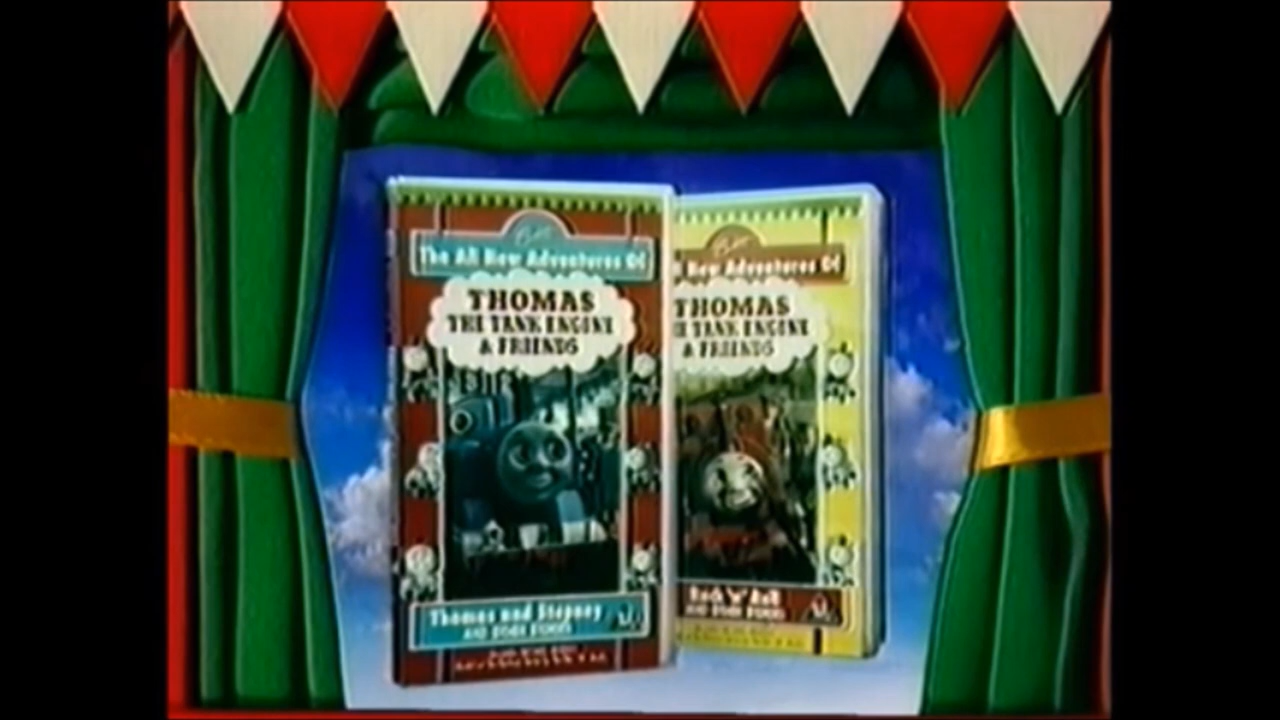 The All New Adventures Of
THOMAS
THE TANK ENGINE
& FRIENDS
Thomas and Stepney
AND OTHER STORIES
New Adventures Of
THOMAS
TANK ENGINE
& FRIENDS
Rock 'n' Roll
AND OTHER STORIES